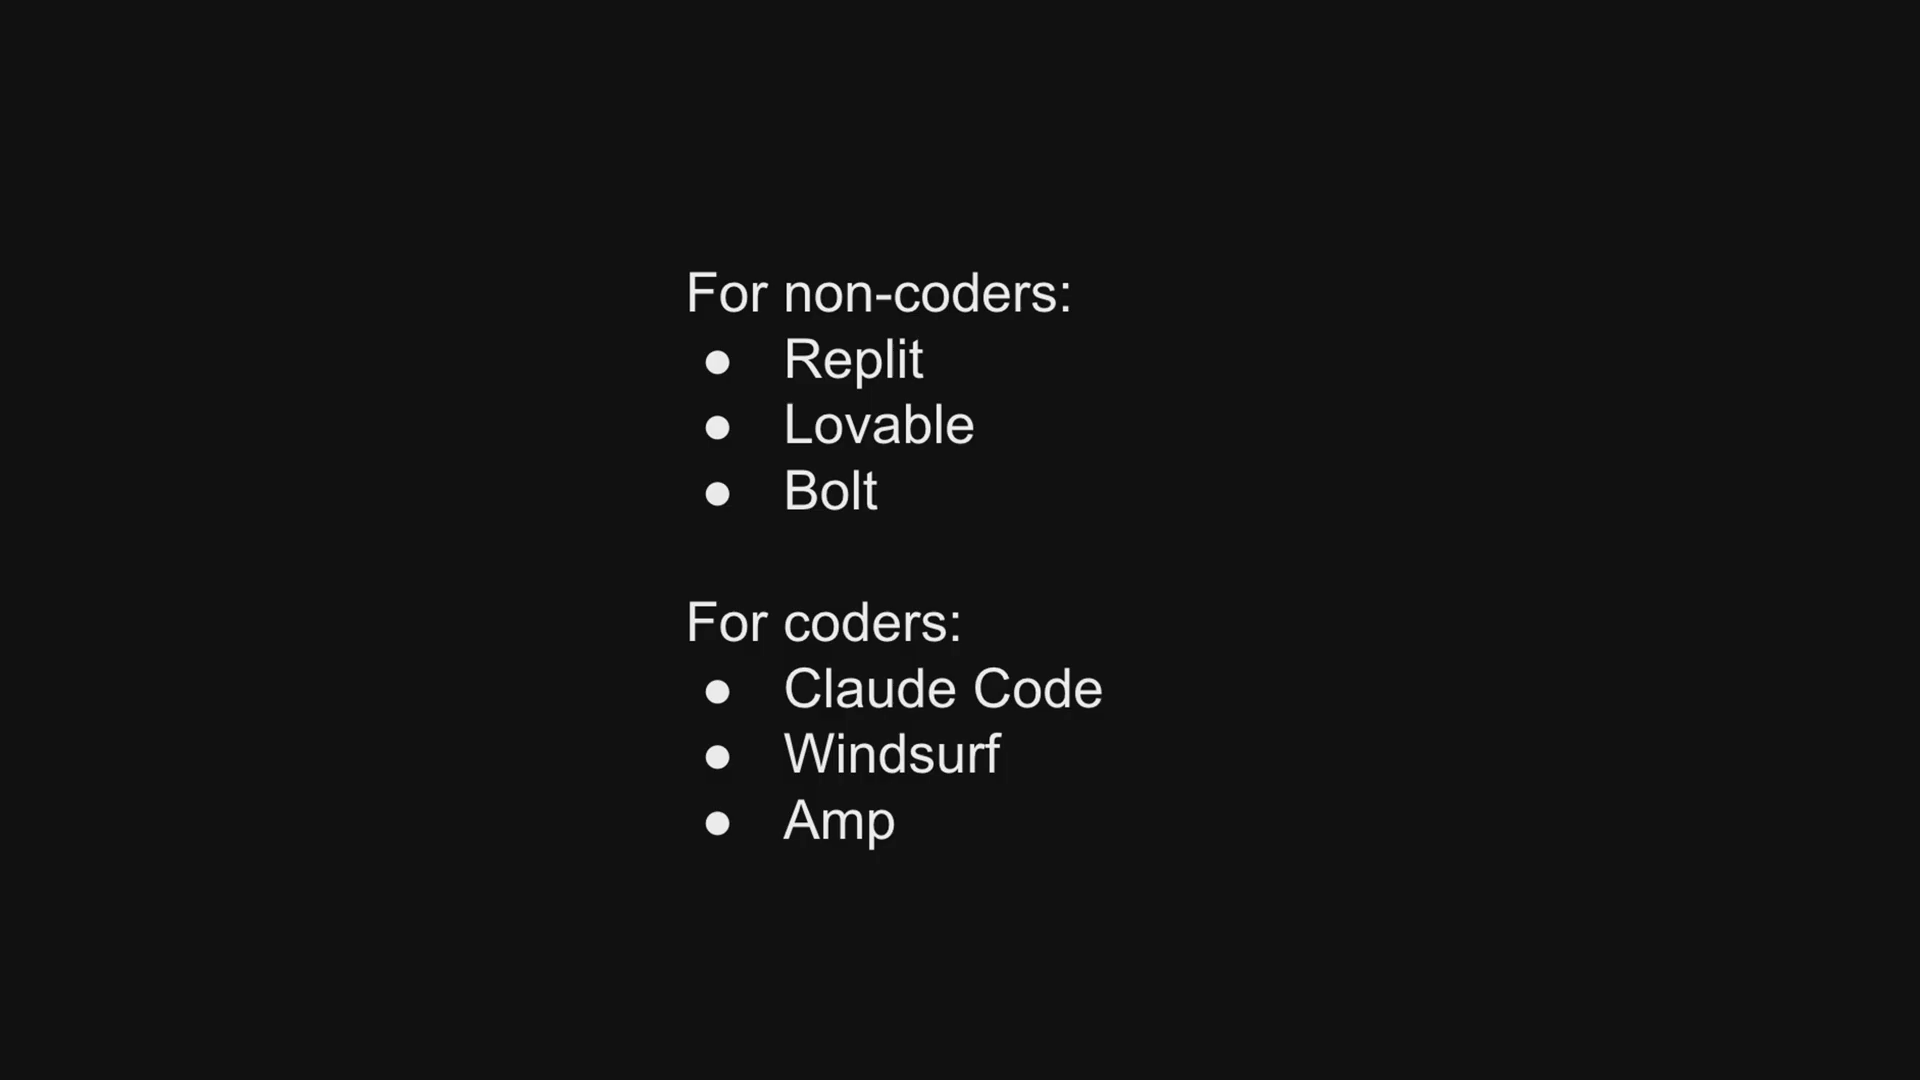 For non-coders:
● Replit
● Lovable
● Bolt
For coders:
● Claude Code
● Windsurf
● Amp